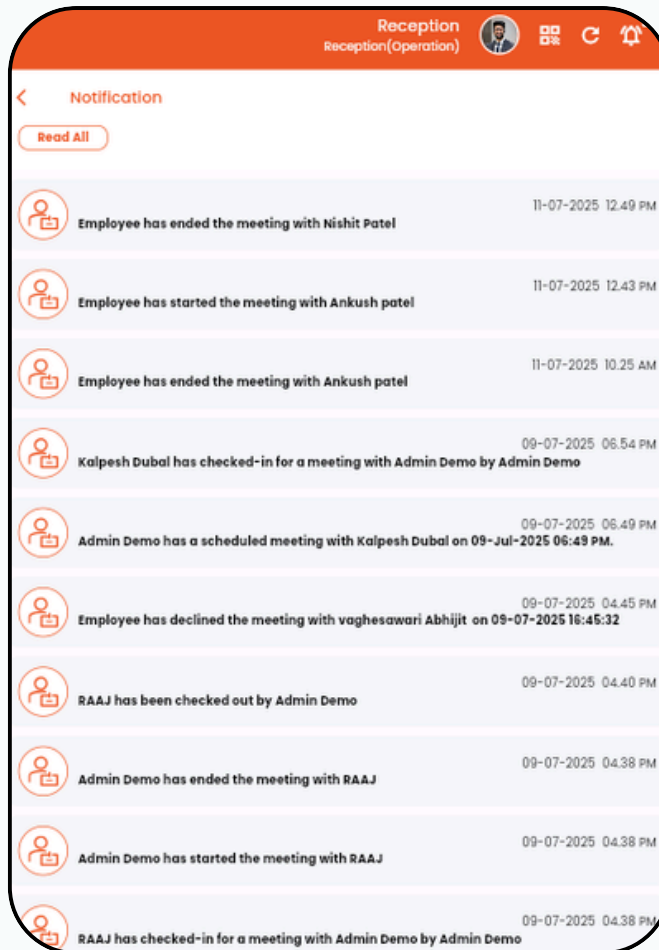 Reception
Reception(Operation)
Notification
Read All
11-07-2025 12.49 PM
Employee has ended the meeting with Nishit Patel
11-07-2025 12.43 PM
Employee has started the meeting with Ankush patel
11-07-2025 10.25 AM
Employee has ended the meeting with Ankush patel
09-07-2025 06.54 PM
Kalpesh Dubal has checked-in for a meeting with Admin Demo by Admin Demo
09-07-2025 06.49 PM
Admin Demo has a scheduled meeting with Kalpesh Dubal on 09-Jul-2025 06:49 PM.
09-07-2025 04.45 PM
Employee has declined the meeting with vaghesawari Abhijit on 09-07-2025 16:45:32
09-07-2025 04.40 PM
RAAJ has been checked out by Admin Demo
09-07-2025 04.38 PM
Admin Demo has ended the meeting with RAAJ
09-07-2025 04.38 PM
Admin Demo has started the meeting with RAAJ
09-07-2025 04.38 PM
RAAJ has checked-in for a meeting with Admin Demo by Admin Demo